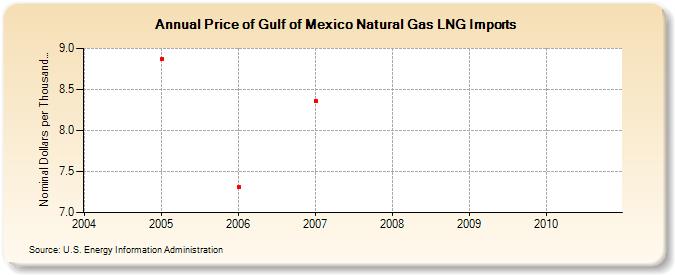 Annual Price of Gulf of Mexico Natural Gas LNG Imports
Nominal Dollars per Thousand...
9.0
8.5
8.0
7.5
7.0
2004 2005 2006 2007 2008 2009 2010
Source: U.S. Energy Information Administration